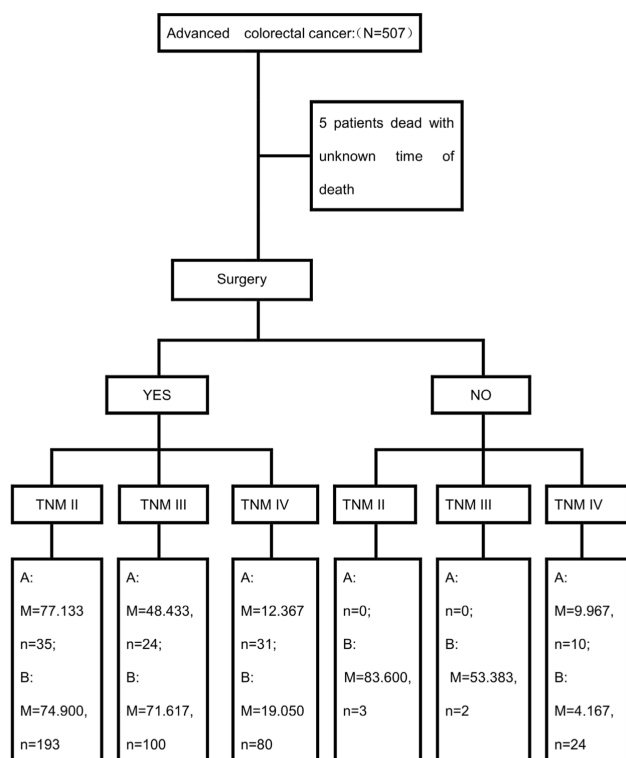 Advanced colorectal cancer:(N=507)
5 patients dead with
unknown time of
death
Surgery
YES
NO
TNM II
TNM III
TNM IV
TNM II
TNM III
TNM IV
A:
M=77.133
n=35;
B:
M=74.900,
n=193
A:
M=48.433,
n=24;
B:
M=71.617,
n=100
A:
M=12.367
n=31;
B:
M=19.050
n=80
A:
n=0;
B:
M=83.600,
n=3
A:
n=0;
B:
M=53.383,
n=2
A:
M=9.967,
n=10;
B:
M=4.167,
n=24